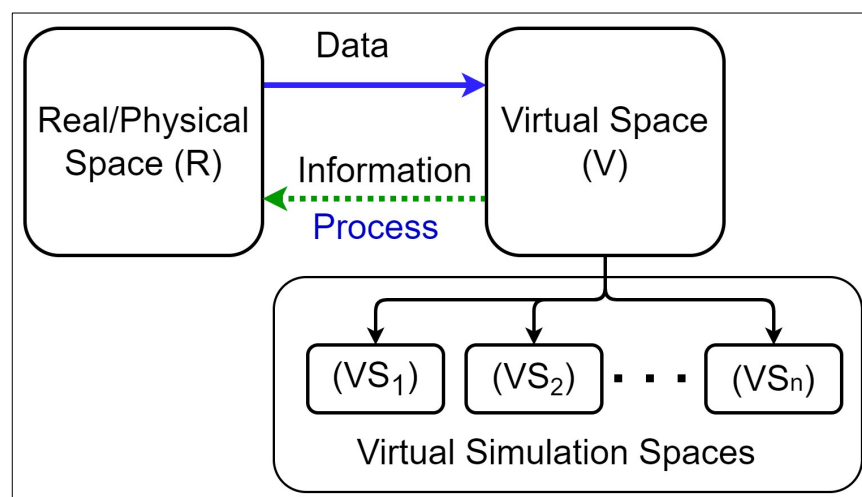 Data
Real/Physical
Space (R)
Virtual Space
(V)
Information
Process
(VS₁)
(VS₂)
. . .
(VSn)
Virtual Simulation Spaces